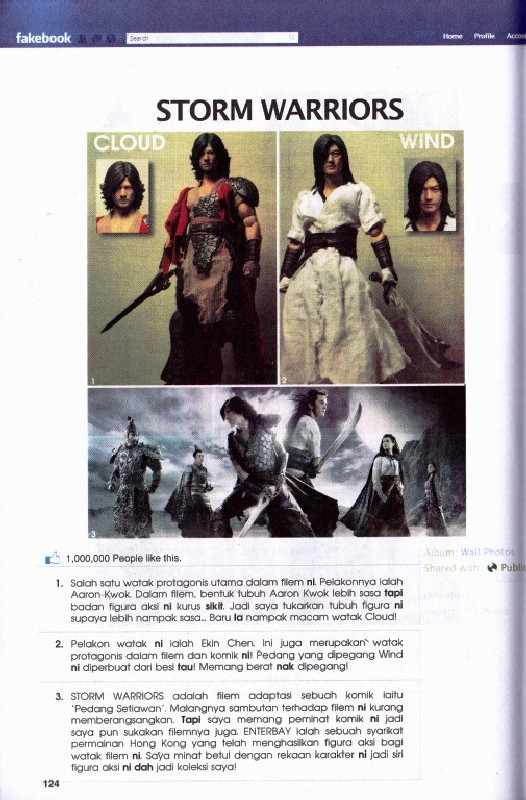 fakebook Search Home Profile
STORM WARRIORS
CLOUD WIND
1 2
3
1,000,000 People like this.
Album: Wall Photos
Shared with:
1. Salah satu watak protagonis utama dalam filem ni. Pelakonnya ialah
Aaron Kwok. Dalam filem, bentuk tubuh Aaron Kwok lebih sasa tapi
badan figura aksi ni kurus sikit. Jadi saya tukarkan tubuh figura nii
supaya lebih nampak sasa... Baru la nampak macam watak Cloud!
2. Pelakon watak ni ialah Ekin Chen. Ini juga merupakan watak
protagonis dalam filem dan komik ni! Pedang yang dipegang Wind
ni diperbuat dari besi tau! Memang berat nak dipegang!
3. STORM WARRIORS adalah filem adaptasi sebuah komik iaitu
'Pedang Setiawan'. Malangnya sambutan terhadap filem ni kurang
memberangsangkan. Tapi saya memang peminat komik nii jadi
saya pun sukakan filemnya juga. ENTERBAY ialah sebuah syarikat
permainan Hong Kong yang telah menghasilkan figura aksi bagi
watak filem ni. Saya minat betul dengan rekaan karakter ni jadi siri
figura aksi ni dah jadi koleksi saya!
124